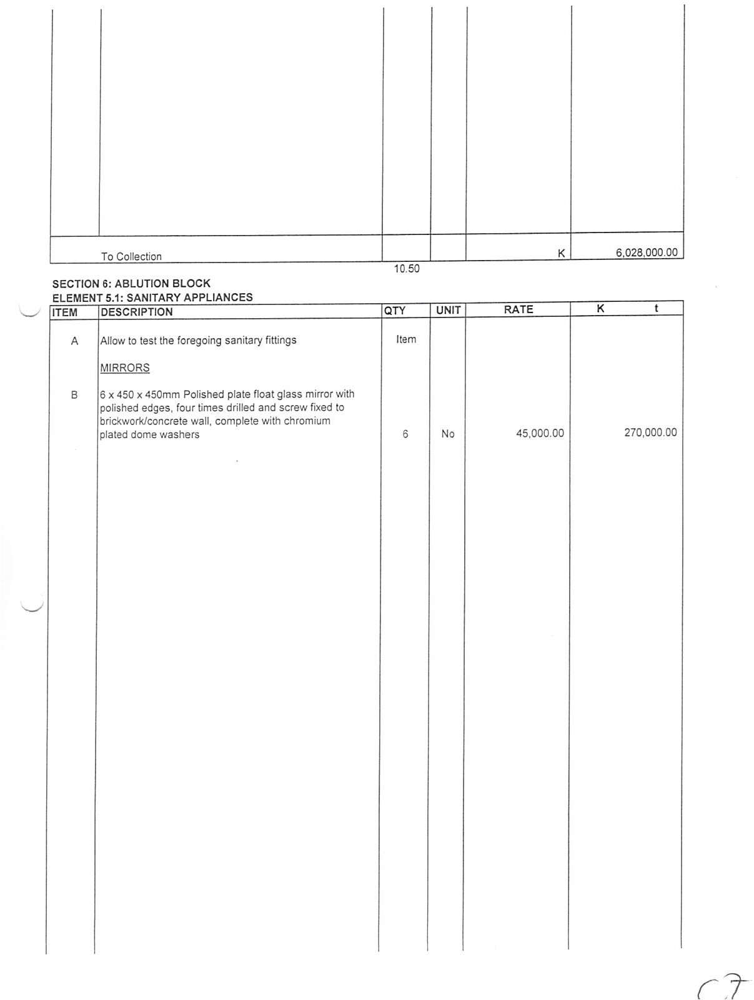 To Collection K 6,028,000.00
10.50
SECTION 6: ABLUTION BLOCK
ELEMENT 5.1: SANITARY APPLIANCES
ITEM DESCRIPTION QTY UNIT RATE K t
A Allow to test the foregoing sanitary fittings Item
MIRRORS
B 6 x 450 x 450mm Polished plate float glass mirror with
polished edges, four times drilled and screw fixed to
brickwork/concrete wall, complete with chromium
plated dome washers 6 No 45,000.00 270,000.00